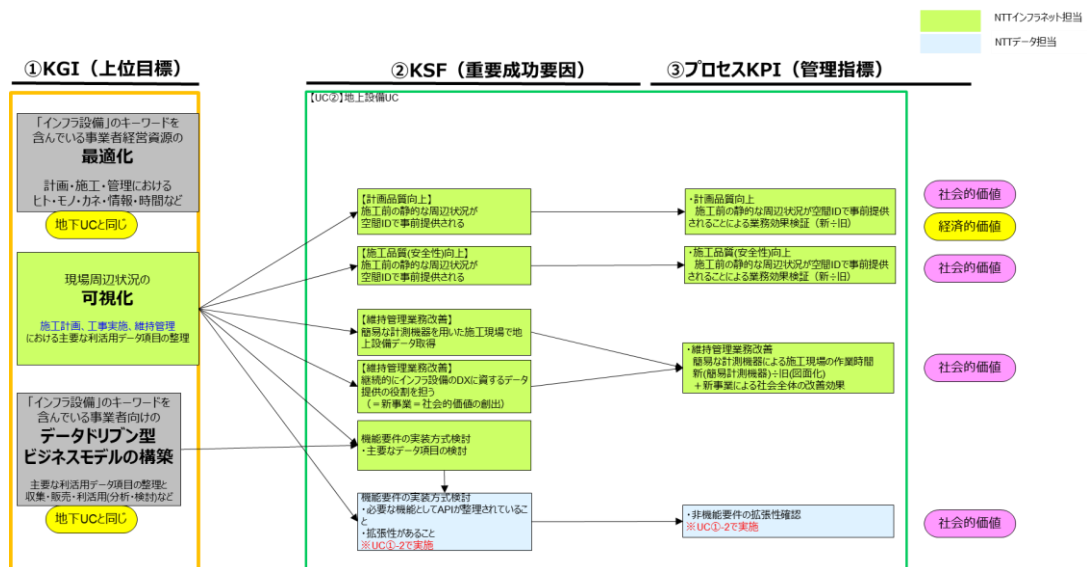 NTTインフラネット担当
NTTデータ担当
①KGI（上位目標）
②KSF（重要成功要因）
③プロセスKPI（管理指標）
【UC②】地上設備UC
「インフラ設備」のキーワードを
含んでいる事業者経営資源の
最適化
計画・施工・管理における
ヒト・モノ・カネ・情報・時間など
地下UCと同じ
現場周辺状況の
可視化
施工計画、工事実施、維持管理
における主要な利活用データ項目の整理
「インフラ設備」のキーワードを
含んでいる事業者向けの
データドリブン型
ビジネスモデルの構築
主要な利活用データ項目の整理と
収集・販売・利活用(分析・検討)など
地下UCと同じ
【計画品質向上】
施工前の静的な周辺状況が
空間IDで事前提供される
【施工品質(安全性)向上】
施工前の静的な周辺状況が
空間IDで事前提供される
【維持管理業務改善】
簡易な計測機器を用いた施工現場で地
上設備データ取得
【維持管理業務改善】
継続的にインフラ設備のDXに資するデータ
提供の役割を担う
（＝新事業＝社会的価値の創出）
機能要件の実装方式検討
・主要なデータ項目の検討
機能要件の実装方式検討
・必要な機能としてAPIが整理されているこ
と
・拡張性があること
※UC①-2で実施
・計画品質向上
施工前の静的な周辺状況が空間IDで事前提供
されることによる業務効果検証（新÷旧）
・施工品質(安全性)向上
施工前の静的な周辺状況が空間IDで事前提供
されることによる業務効果検証（新÷旧）
・維持管理業務改善
簡易な計測機器による施工現場の作業時間
新(簡易計測機器)÷旧(図面化)
＋新事業による社会全体の改善効果
・非機能要件の拡張性確認
※UC①-2で実施
社会的価値
経済的価値
社会的価値
社会的価値
社会的価値